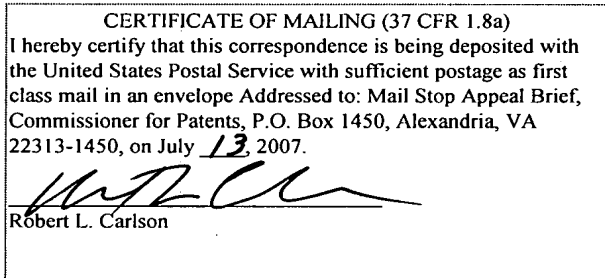 CERTIFICATE OF MAILING (37 CFR 1.8a)
I hereby certify that this correspondence is being deposited with
the United States Postal Service with sufficient postage as first
class mail in an envelope Addressed to: Mail Stop Appeal Brief,
Commissioner for Patents, P.O. Box 1450, Alexandria, VA
22313-1450, on July 13, 2007.
Robert L. Carlson